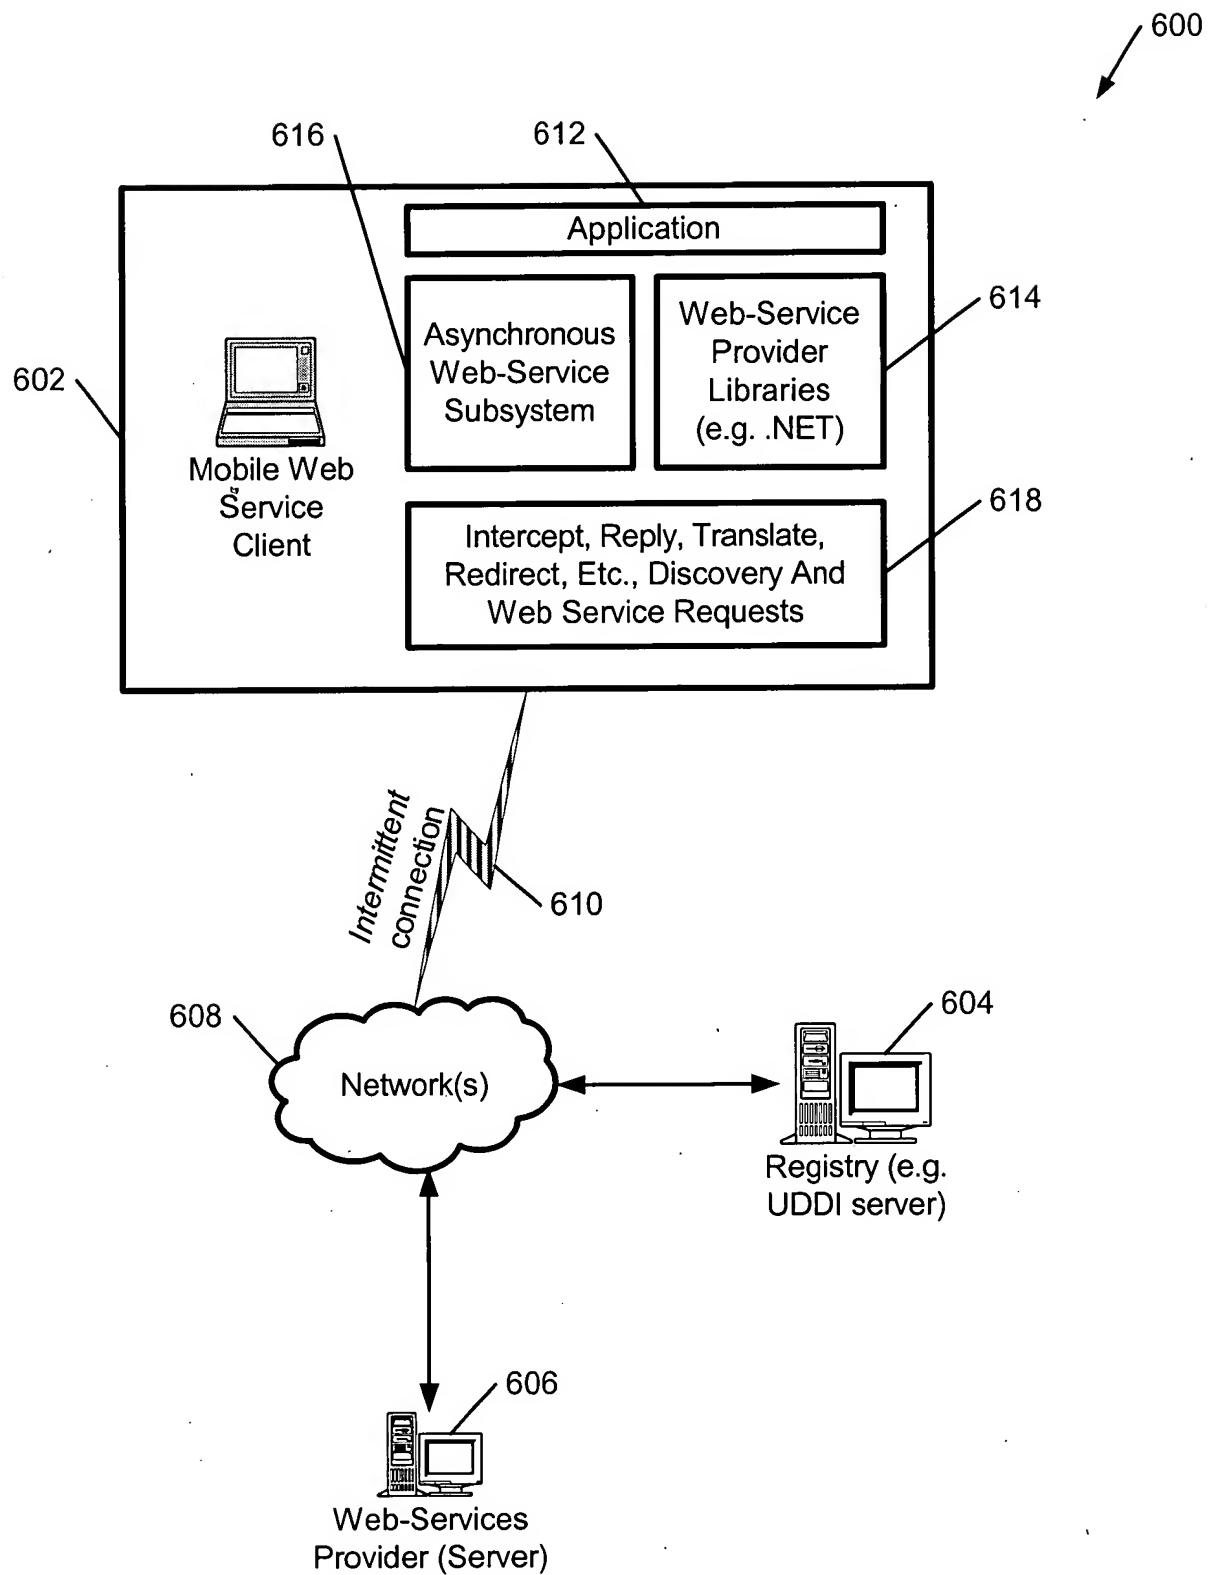 600
616
612
Application
Asynchronous
Web-Service
Subsystem
Web-Service
Provider
Libraries
(e.g. .NET)
614
602
Mobile Web
Service
Client
618
Intercept, Reply, Translate,
Redirect, Etc., Discovery And
Web Service Requests
Intermittent
connection
610
608
Network(s)
604
Registry (e.g.
UDDI server)
606
Web-Services
Provider (Server)